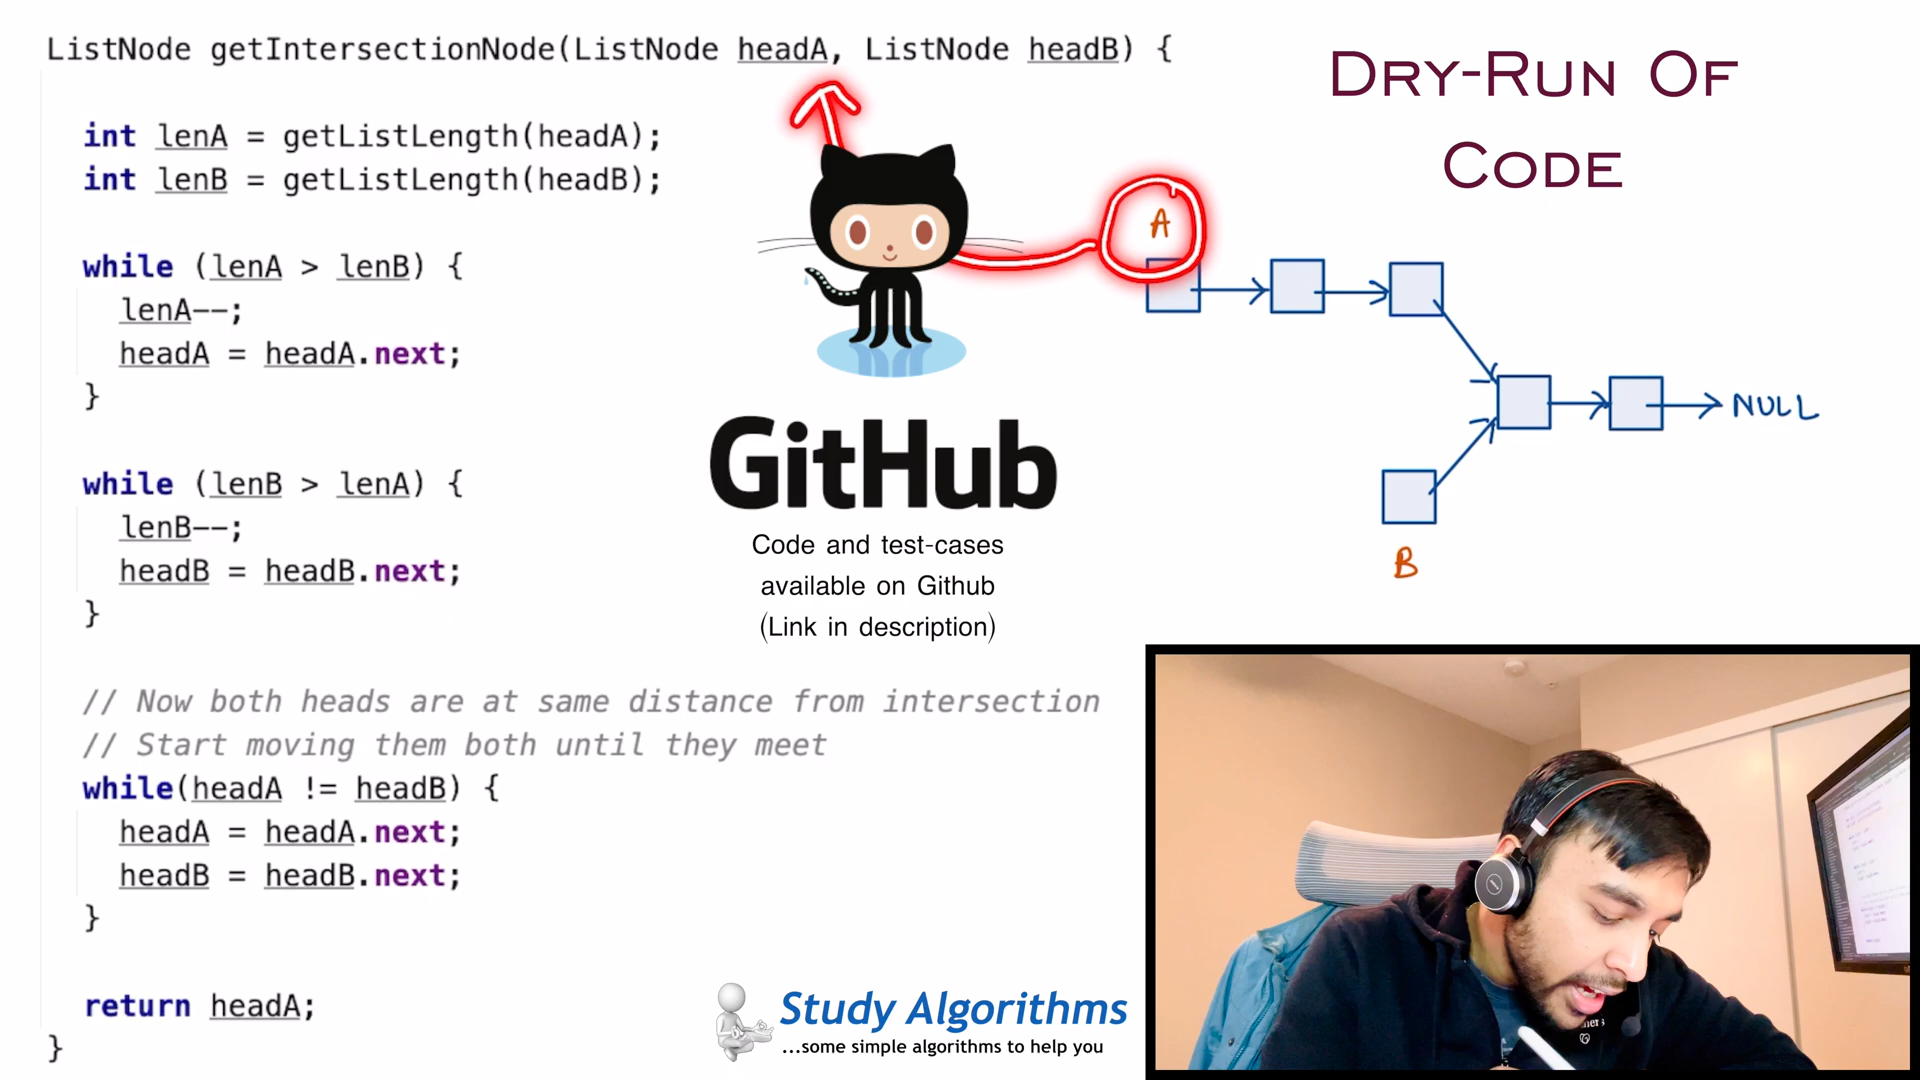 ListNode getIntersectionNode(ListNode headA, ListNode headB) {
int lenA = getListLength(headA);
int lenB = getListLength(headB);
while (lenA > lenB) {
lenA--;
headA = headA.next;
}
while (lenB > lenA) {
lenB--;
headB = headB.next;
}
// Now both heads are at same distance from intersection
// Start moving them both until they meet
while(headA != headB) {
headA = headA.next;
headB = headB.next;
}
return headA;
}
GitHub
Code and test-cases
available on Github
(Link in description)
Dry-Run Of
Code
A
NULL
B
Study Algorithms
...some simple algorithms to help you